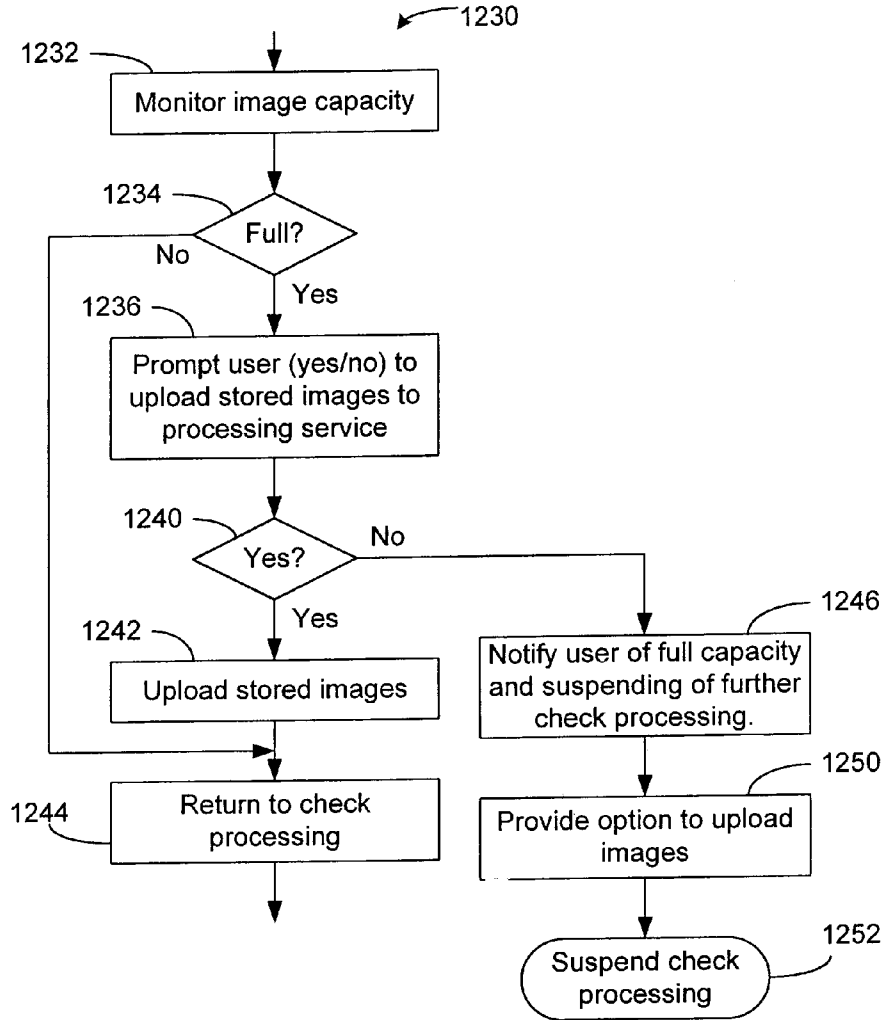 1230
1232
Monitor image capacity
1234
Full?
No
Yes
1236
Prompt user (yes/no) to
upload stored images to
processing service
1240
Yes?
No
Yes
1242
Upload stored images
1246
Notify user of full capacity
and suspending of further
check processing.
1244
Return to check
processing
1250
Provide option to upload
images
1252
Suspend check
processing